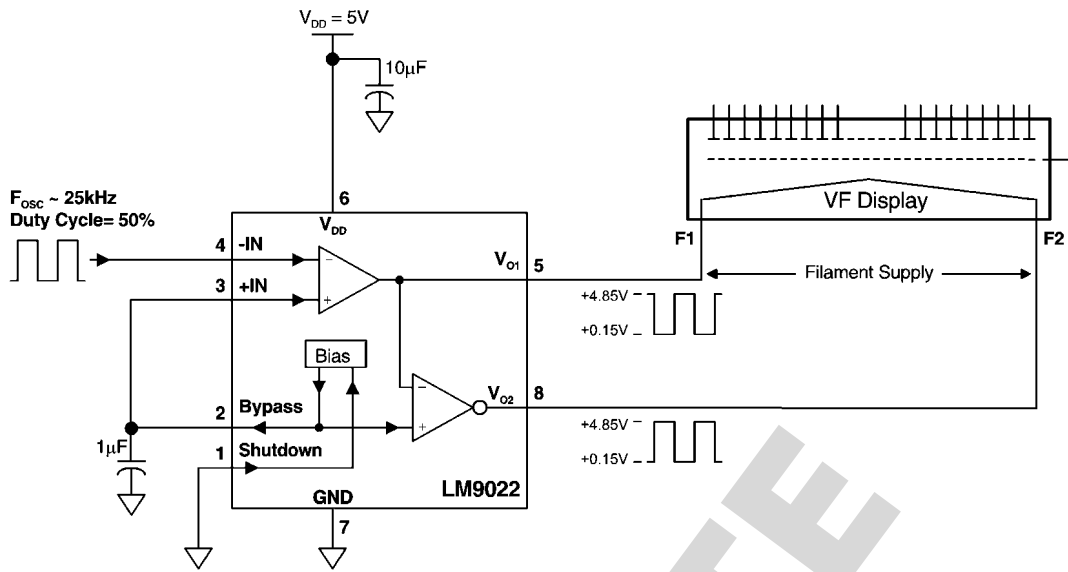 V_DD = 5V
10µF
F_OSC ~ 25kHz
Duty Cycle= 50%
6
V_DD
4
-IN
3
+IN
V_O1
5
Bias
V_O2
8
2
Bypass
1µF
1
Shutdown
GND
LM9022
7
VF Display
F1
F2
Filament Supply
+4.85V
+0.15V
+4.85V
+0.15V